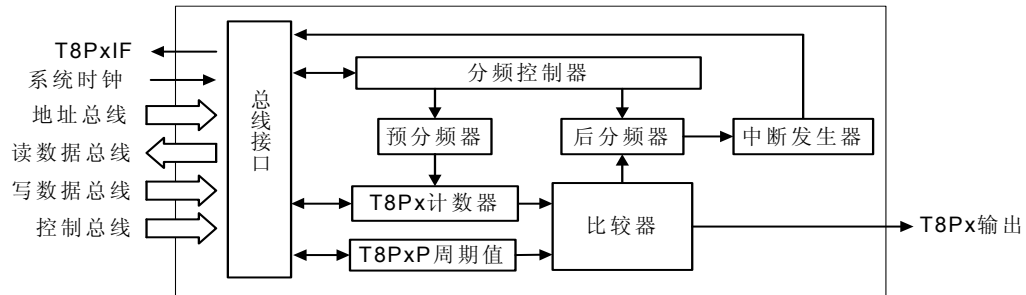 T8PxIF
系统时钟
地址总线
读数据总线
写数据总线
控制总线
总线接口
分频控制器
预分频器
后分频器
中断发生器
T8Px计数器
比较器
T8PxP周期值
T8Px输出